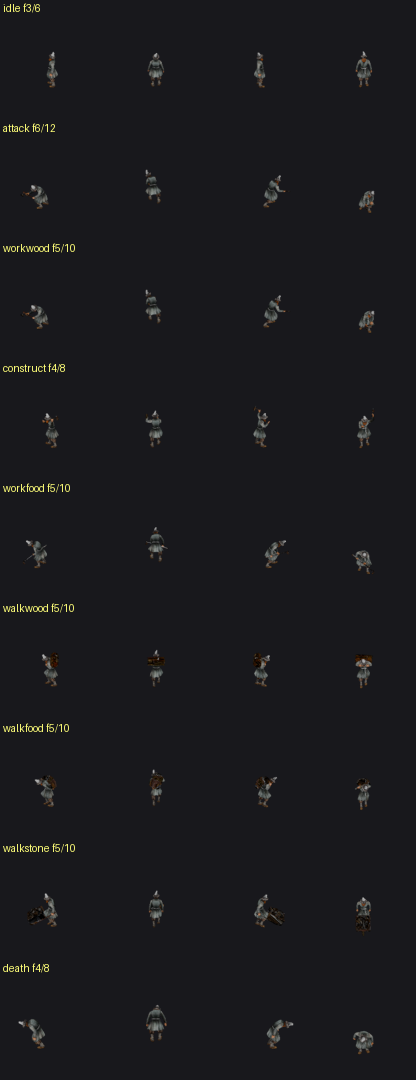 idle f3/6
attack f6/12
workwood f5/10
construct f4/8
workfood f5/10
walkwood f5/10
walkfood f5/10
walkstone f5/10
death f4/8